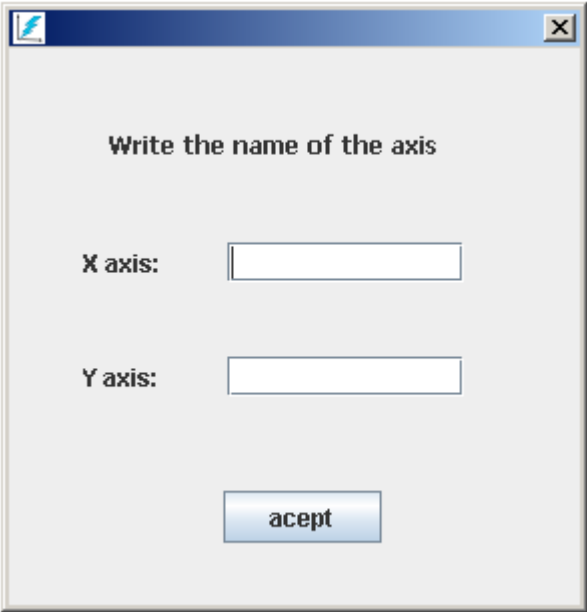 Write the name of the axis
X axis:
Y axis:
acept